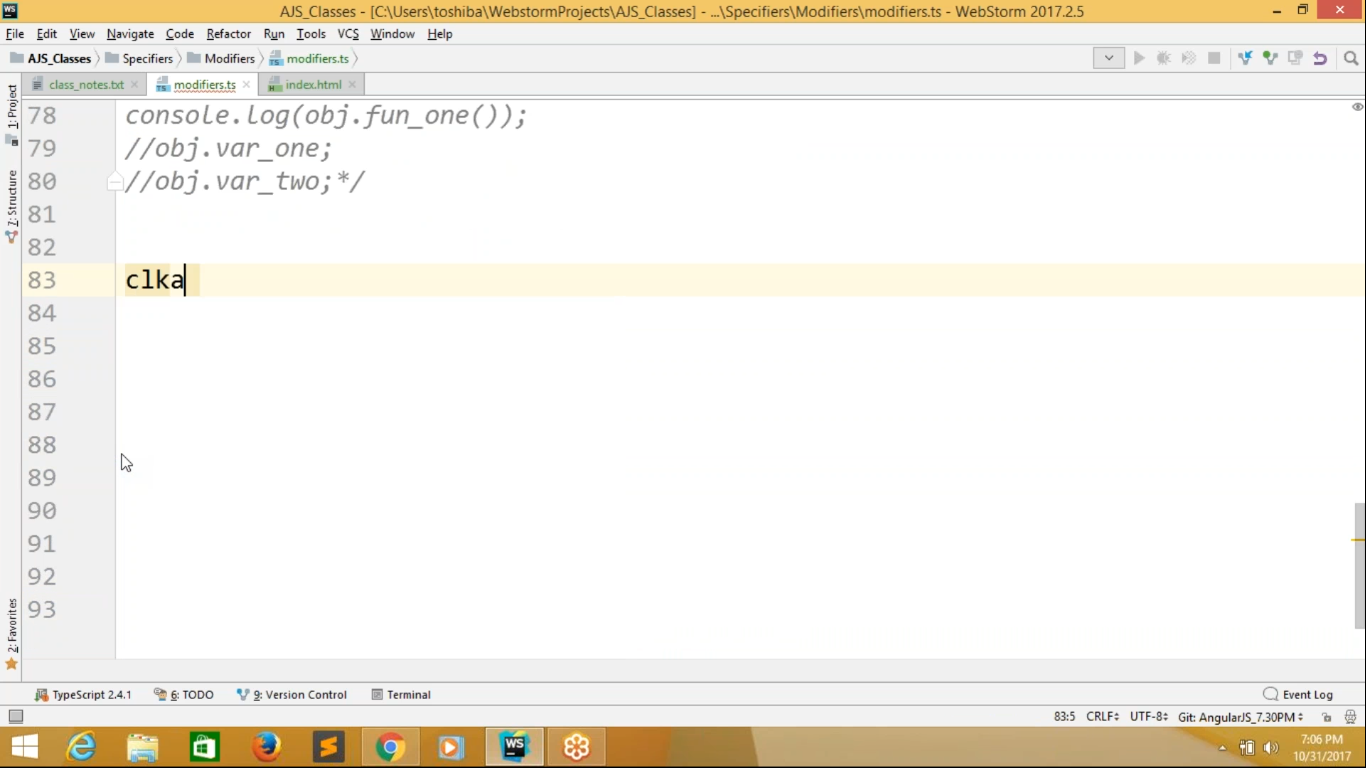 AJS_Classes - [C:\Users\toshiba\WebstormProjects\AJS_Classes] - ...\Specifiers\Modifiers\modifiers.ts - WebStorm 2017.2.5
File Edit View Navigate Code Refactor Run Tools VCS Window Help
AJS_Classes Specifiers Modifiers modifiers.ts
class_notes.txt modifiers.ts index.html
1: Project
7: Structure
2: Favorites
78 console.log(obj.fun_one());
79 //obj.var_one;
80 //obj.var_two;*/
81
82
83 clka
84
85
86
87
88
89
90
91
92
93
TypeScript 2.4.1 6: TODO 9: Version Control Terminal Event Log
83:5 CRLF UTF-8 Git: AngularJS_7.30PM
7:06 PM
10/31/2017